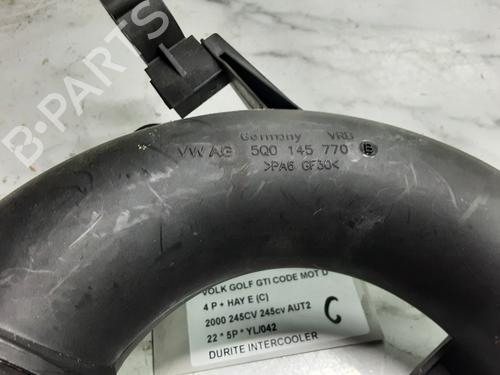 B-PARTS
Germany VRB
VW AG 5Q0 145 770 E
>PA6 GF30<
VOLK GOLF GTI CODE MOT D
4 P + HAY E (C)
2000 245CV 245cv AUT2
22 * 5P * YL/042
DURITE INTERCOOLER
C